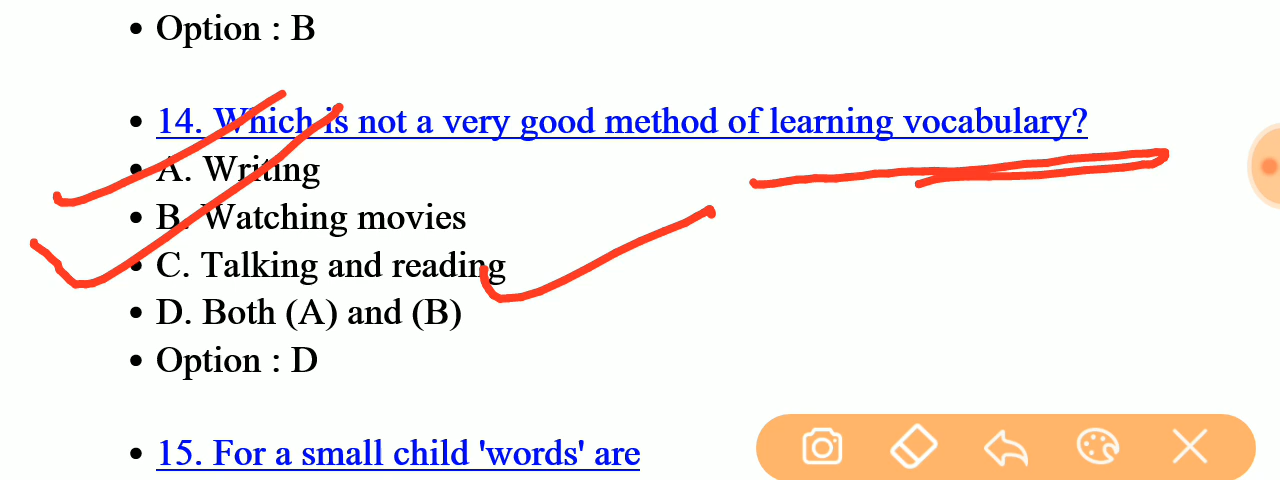 • Option : B
• 14. Which is not a very good method of learning vocabulary?
• A. Writing
• B. Watching movies
• C. Talking and reading
• D. Both (A) and (B)
• Option : D
• 15. For a small child 'words' are